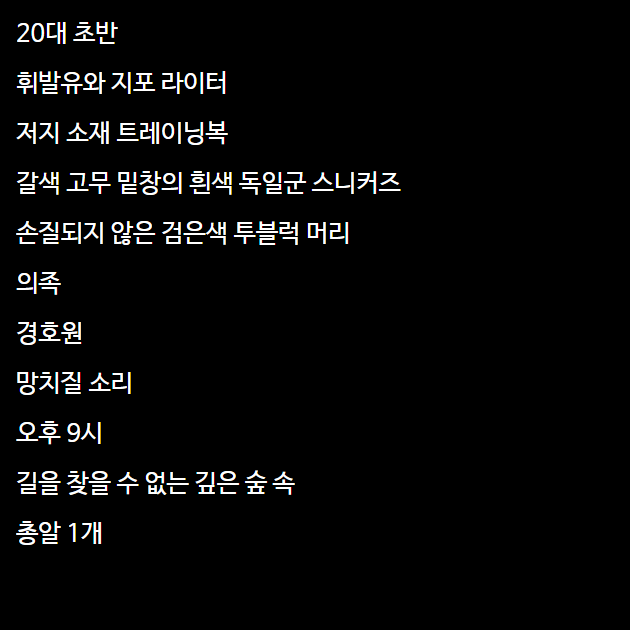 20대 초반
휘발유와 지포 라이터
저지 소재 트레이닝복
갈색 고무 밑창의 흰색 독일군 스니커즈
손질되지 않은 검은색 투블럭 머리
의족
경호원
망치질 소리
오후 9시
길을 찾을 수 없는 깊은 숲 속
총알 1개